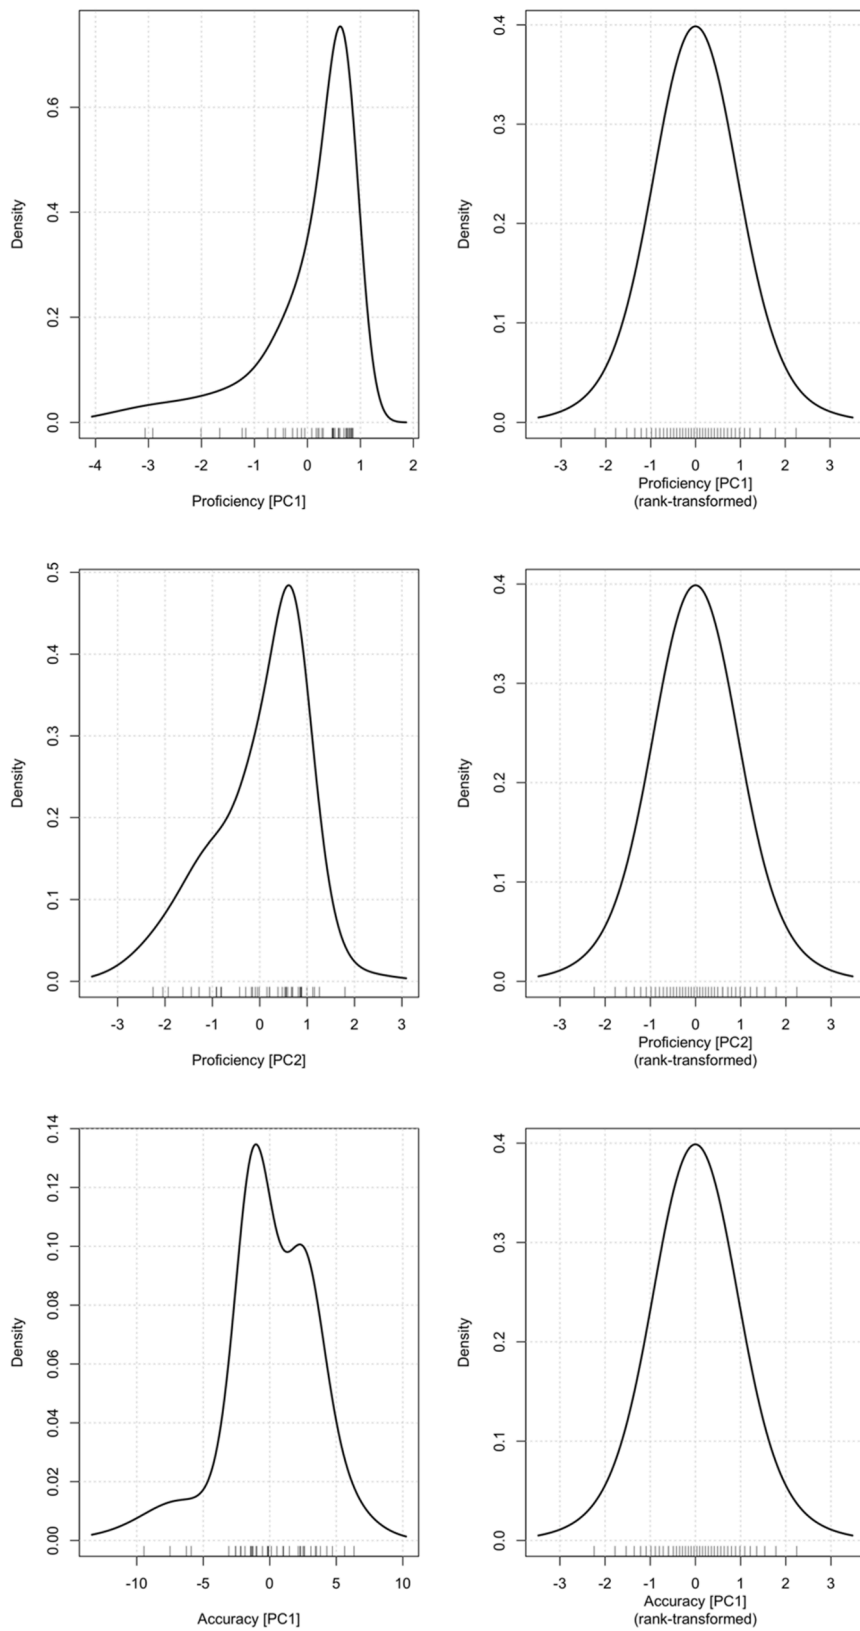 Density
0.0 0.2 0.4 0.6
-4 -3 -2 -1 0 1 2
Proficiency [PC1]
Density
0.0 0.1 0.2 0.3 0.4
-3 -2 -1 0 1 2 3
Proficiency [PC1]
(rank-transformed)
Density
0.0 0.1 0.2 0.3 0.4 0.5
-3 -2 -1 0 1 2 3
Proficiency [PC2]
Density
0.0 0.1 0.2 0.3 0.4
-3 -2 -1 0 1 2 3
Proficiency [PC2]
(rank-transformed)
Density
0.00 0.02 0.04 0.06 0.08 0.10 0.12 0.14
-10 -5 0 5 10
Accuracy [PC1]
Density
0.0 0.1 0.2 0.3 0.4
-3 -2 -1 0 1 2 3
Accuracy [PC1]
(rank-transformed)